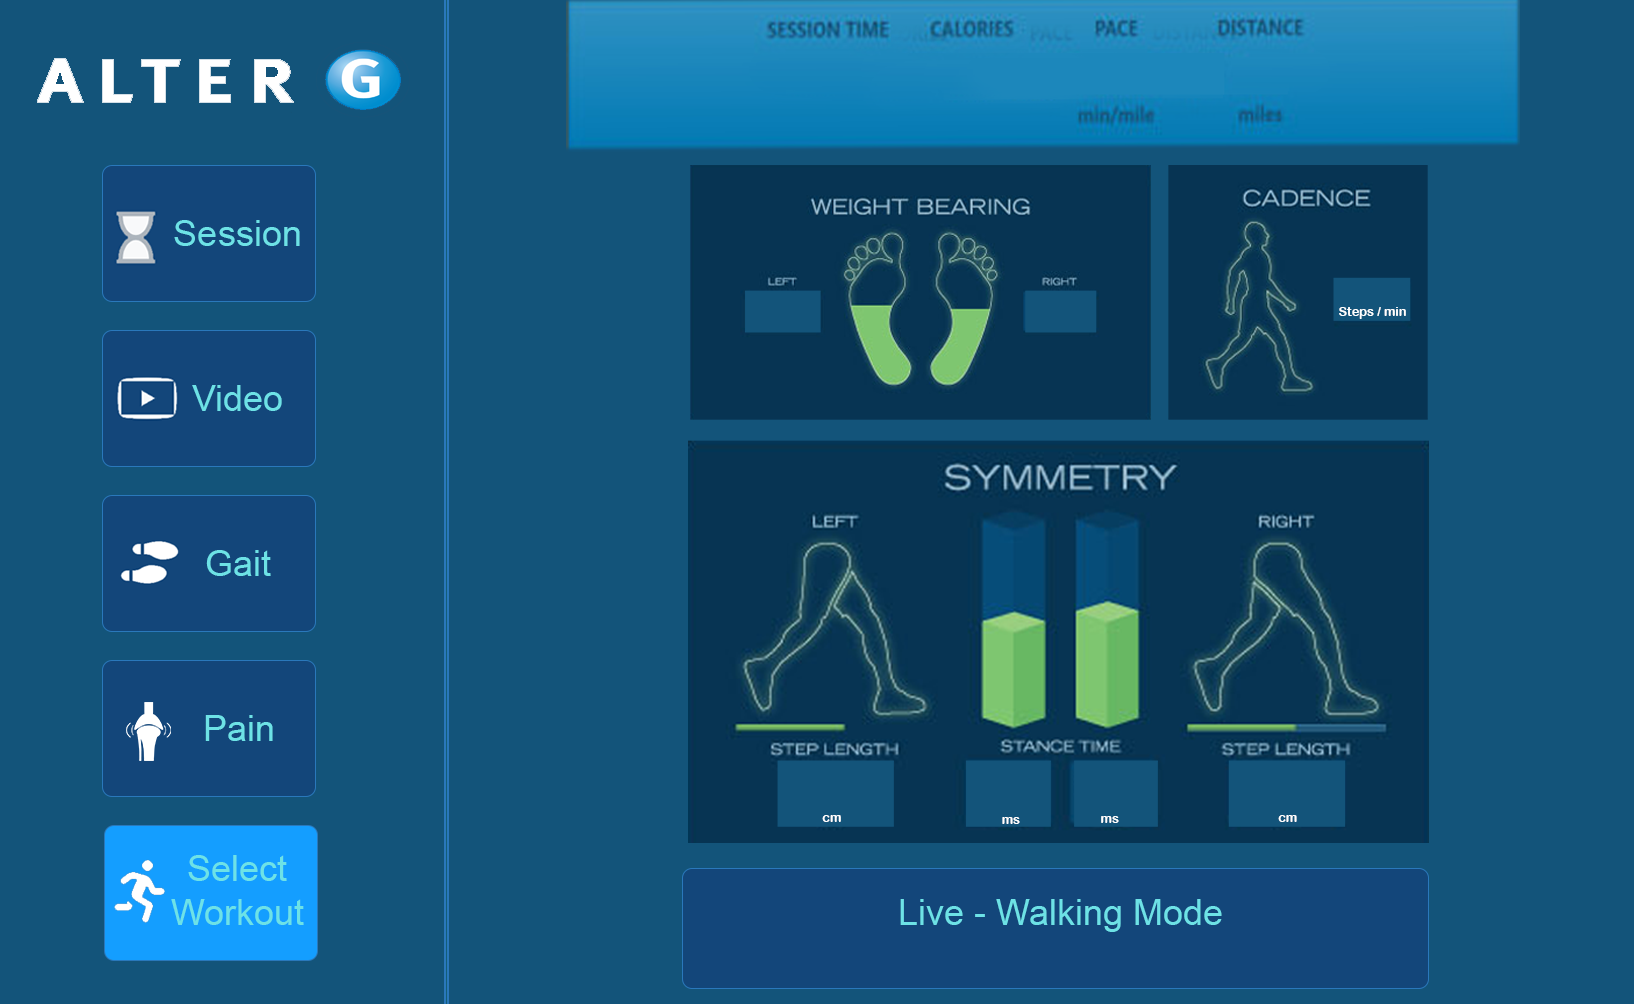 ALTER G
Session
Video
Gait
Pain
Select
Workout
SESSION TIME CALORIES PACE DISTANCE
min/mile miles
WEIGHT BEARING
LEFT RIGHT
CADENCE
Steps / min
SYMMETRY
LEFT RIGHT
STEP LENGTH STANCE TIME STEP LENGTH
cm ms ms cm
Live - Walking Mode